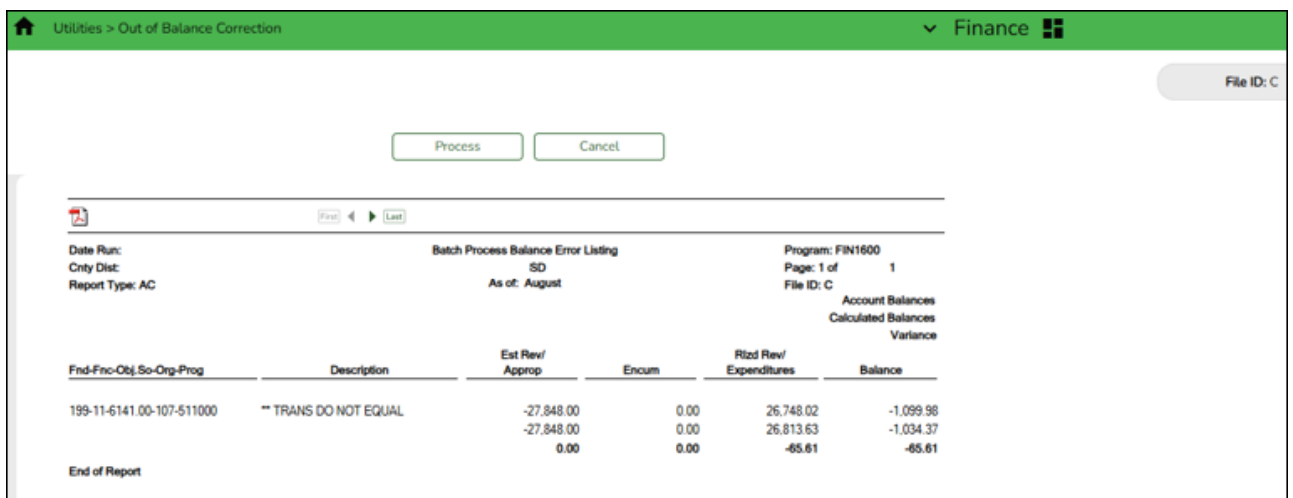 Utilities > Out of Balance Correction Finance
File ID: C
Process Cancel
First Last
Date Run: Batch Process Balance Error Listing Program: FIN1600
Cnty Dist: SD Page: 1 of 1
Report Type: AC As of: August File ID: C
Account Balances
Calculated Balances
Variance
Est Rev/ Rlzd Rev/
Fnd-Fnc-Obj.So-Org-Prog Description Approp Encum Expenditures Balance
199-11-6141.00-107-511000 ** TRANS DO NOT EQUAL -27,848.00 0.00 26,748.02 -1,099.98
-27,848.00 0.00 26,813.63 -1,034.37
0.00 0.00 -65.61 -65.61
End of Report